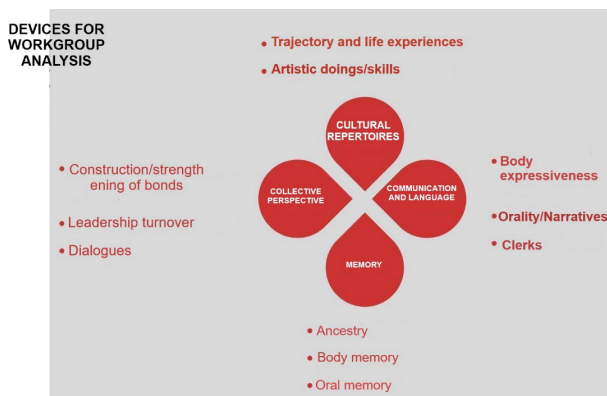 DEVICES FOR
WORKGROUP
ANALYSIS
• Trajectory and life experiences
• Artistic doings/skills
CULTURAL
REPERTOIRES
• Construction/strength
ening of bonds
• Leadership turnover
• Dialogues
COLLECTIVE
PERSPECTIVE
COMMUNICATION
AND LANGUAGE
• Body
expressiveness
• Orality/Narratives
• Clerks
MEMORY
• Ancestry
• Body memory
• Oral memory